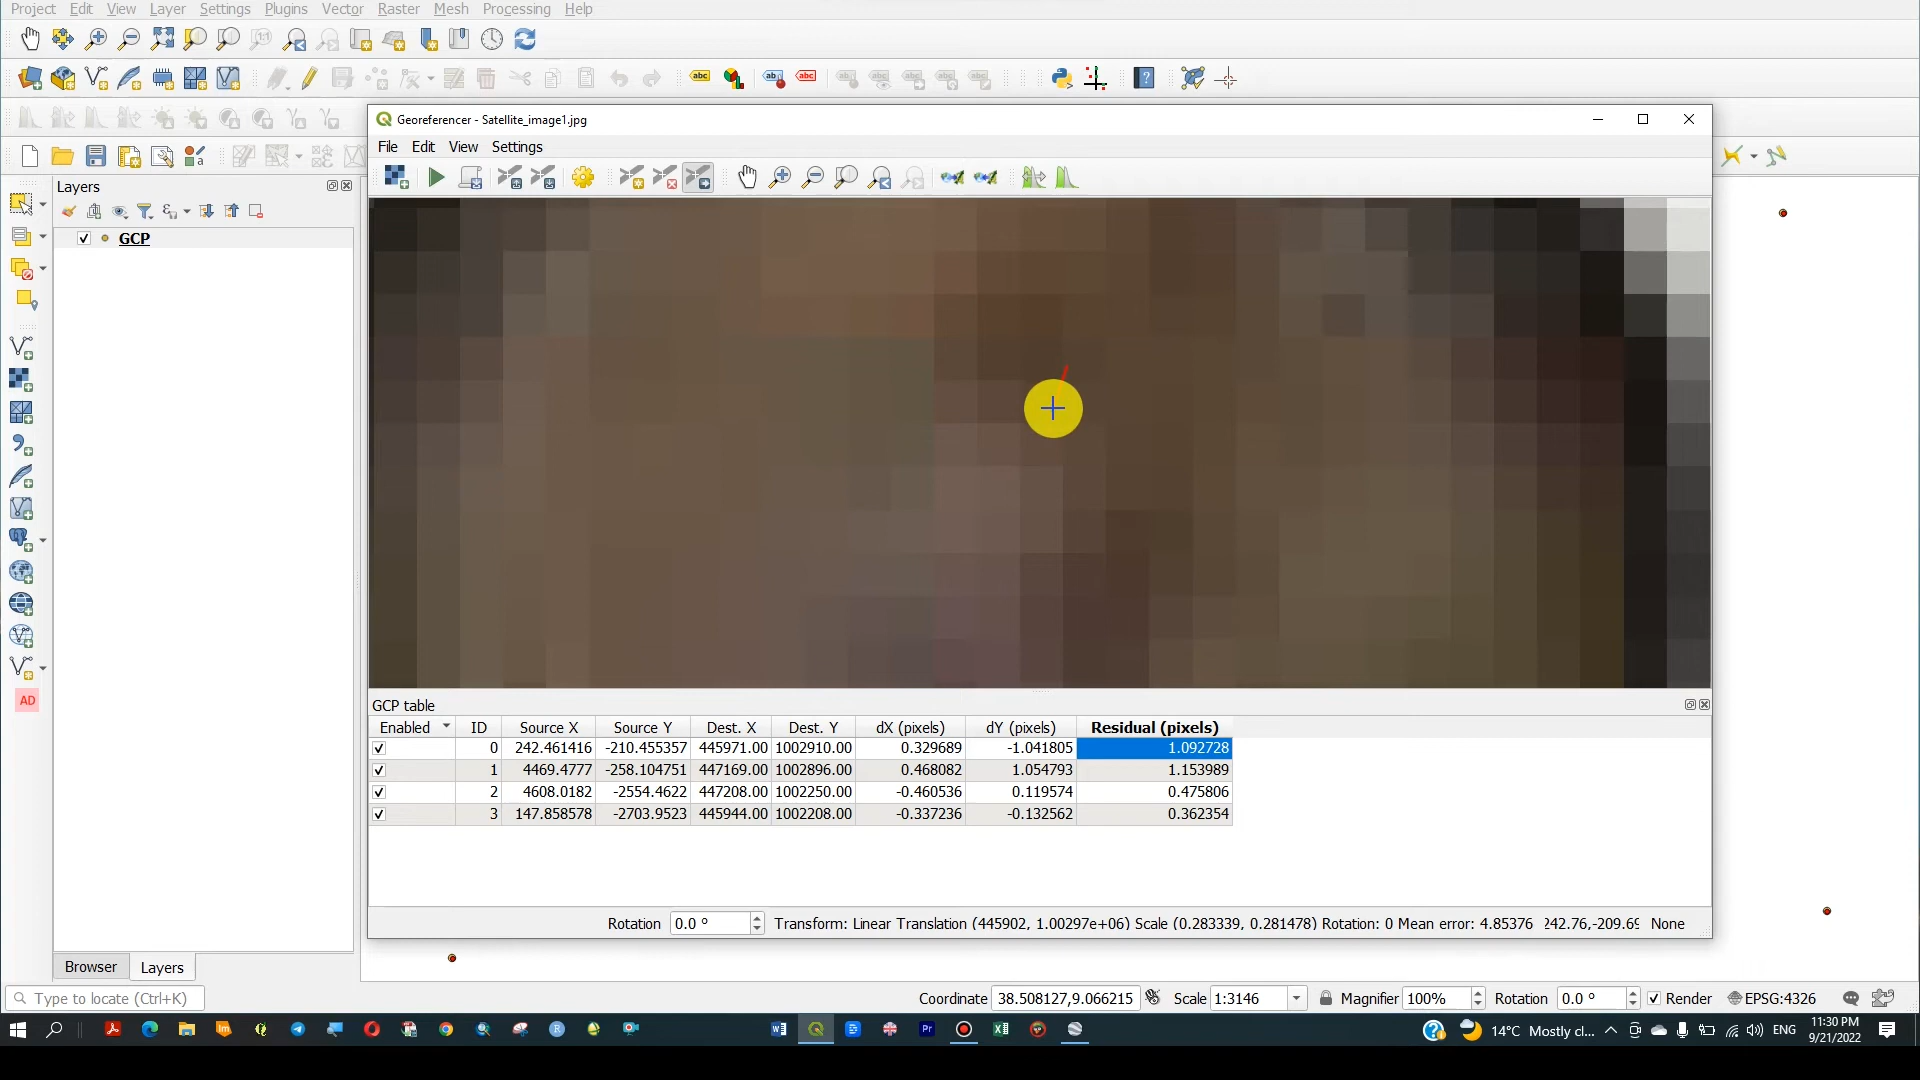 Project Edit View Layer Settings Plugins Vector Raster Mesh Processing Help
Georeferencer - Satellite_image1.jpg
File Edit View Settings
Layers
GCP
AD
GCP table
Enabled ID Source X Source Y Dest. X Dest. Y dX (pixels) dY (pixels) Residual (pixels)
0 242.461416 -210.455357 445971.00 1002910.00 0.329689 -1.041805 1.092728
1 4469.4777 -258.104751 447169.00 1002896.00 0.468082 1.054793 1.153989
2 4608.0182 -2554.4622 447208.00 1002250.00 -0.460536 0.119574 0.475806
3 147.858578 -2703.9523 445944.00 1002208.00 -0.337236 -0.132562 0.362354
Rotation 0.0 º Transform: Linear Translation (445902, 1.00297e+06) Scale (0.283339, 0.281478) Rotation: 0 Mean error: 4.85376 242.76,-209.69 None
Browser Layers
Type to locate (Ctrl+K) Coordinate 38.508127,9.066215 Scale 1:3146 Magnifier 100% Rotation 0.0 º Render EPSG:4326
14°C Mostly cl... ENG 11:30 PM
9/21/2022